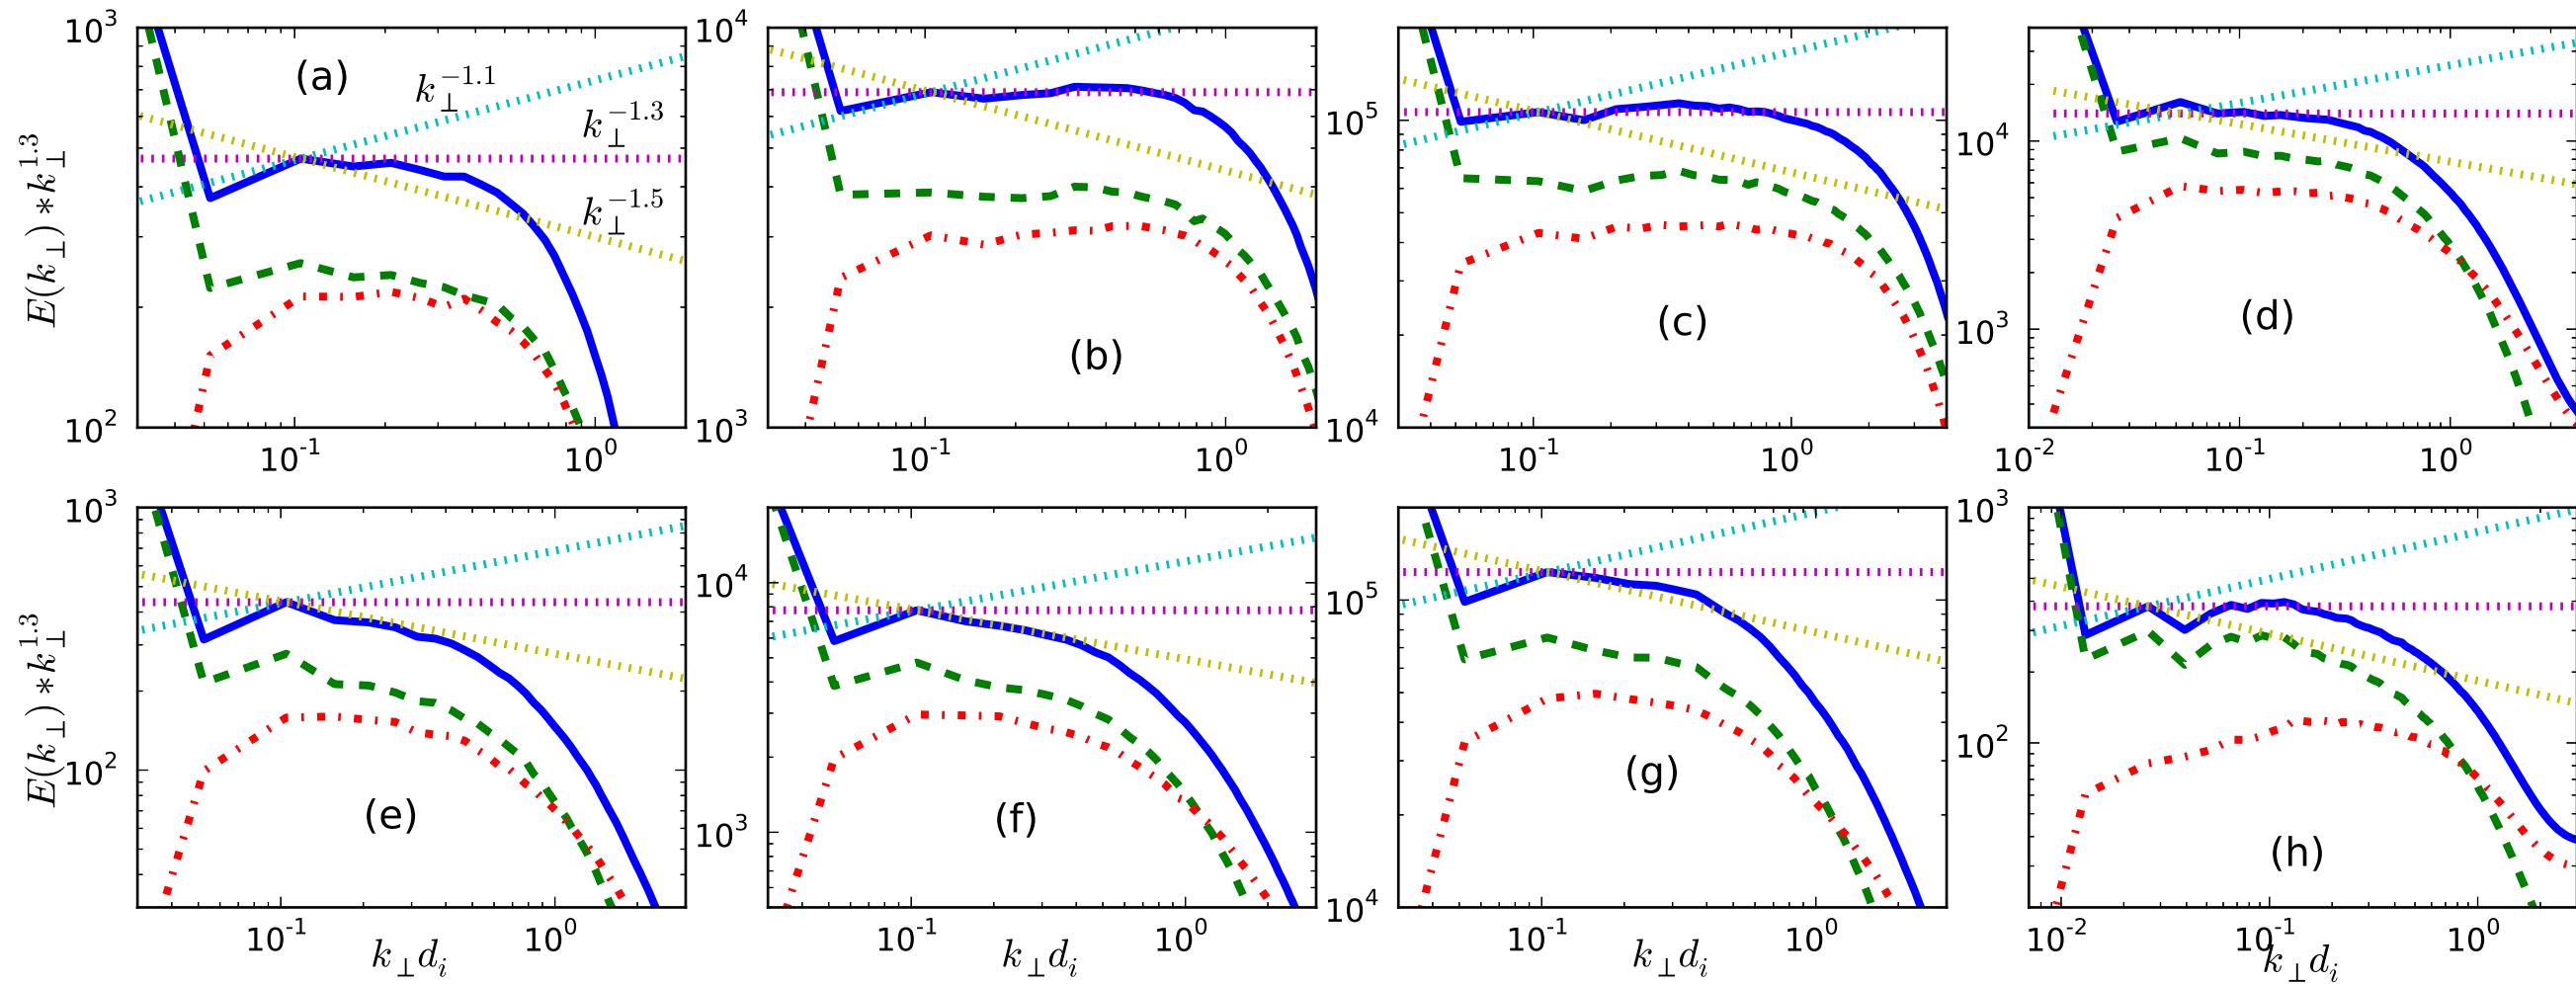 10^3 10^4 10^5 10^4 10^3
(a) k_⊥^{-1.1} k_⊥^{-1.3} k_⊥^{-1.5}
E(k_⊥) ∗ k_⊥^{1.3}
(b) (c) (d)
10^2 10^3 10^4
10^{-1} 10^0 10^{-1} 10^0 10^{-1} 10^0 10^{-2} 10^{-1} 10^0
10^3 10^4 10^5 10^3
E(k_⊥) ∗ k_⊥^{1.3}
10^2 10^3 10^2
(e) (f) (g) (h)
10^4
10^{-1} 10^0 10^{-1} 10^0 10^{-1} 10^0 10^{-2} 10^{-1} 10^0
k_⊥d_i k_⊥d_i k_⊥d_i k_⊥d_i